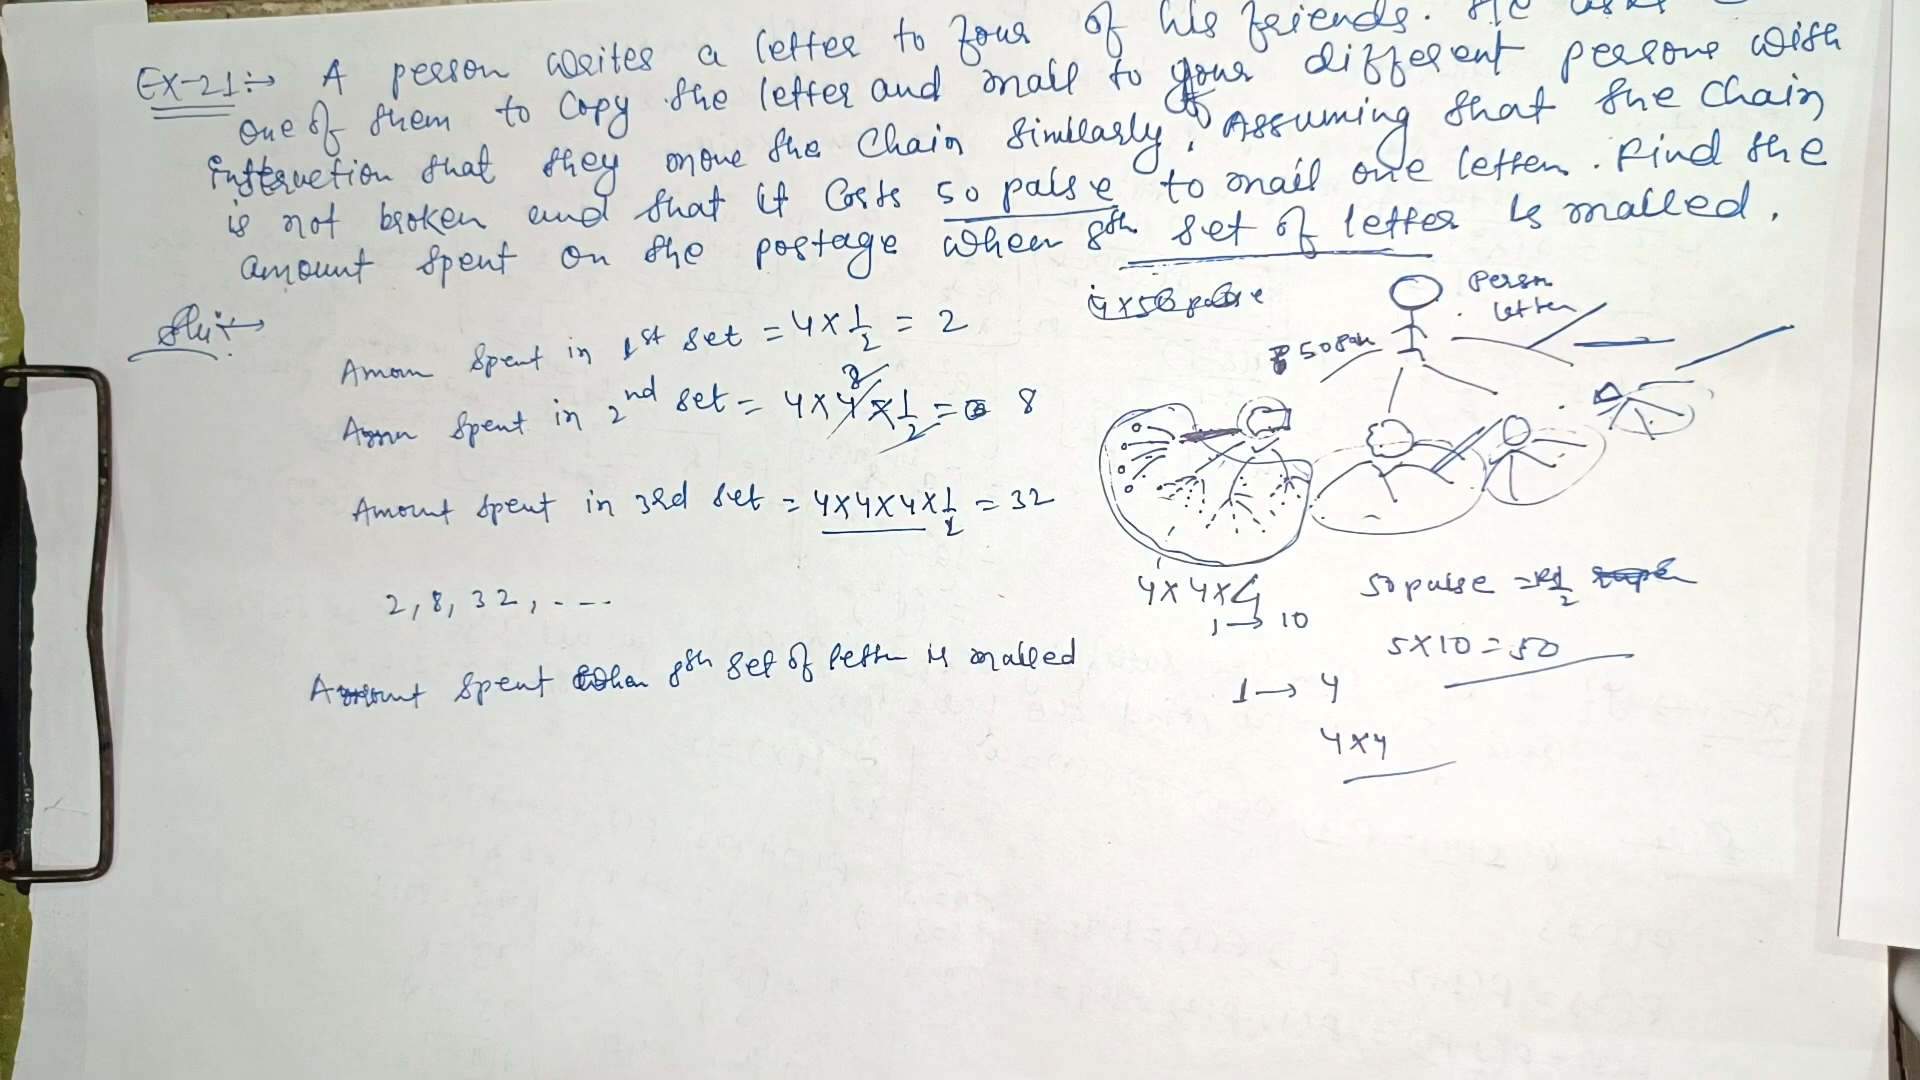 Ex-21:→ A person writes a letter to four of his friends. He asks
one of them to copy the letter and mail to four different persons with
instruction that they move the chain similarly. Assuming that the chain
is not broken and that it costs 50 paise to mail one letter. Find the
amount spent on the postage when 8th set of letter is mailed.
Amoun spent in 1st set = 4 × 1/2 = 2
4×50 paise
Person
letter
Amoun spent in 2nd set = 4×4×1/2 = 8
Amount spent in 3rd set = 4×4×4×1/2 = 32
2, 8, 32, ----
4×4×4
50 paise = 1/2
1 → 10
5×10 = 50
Amount spent when 8th set of letter is mailed
1 → 4
4×4